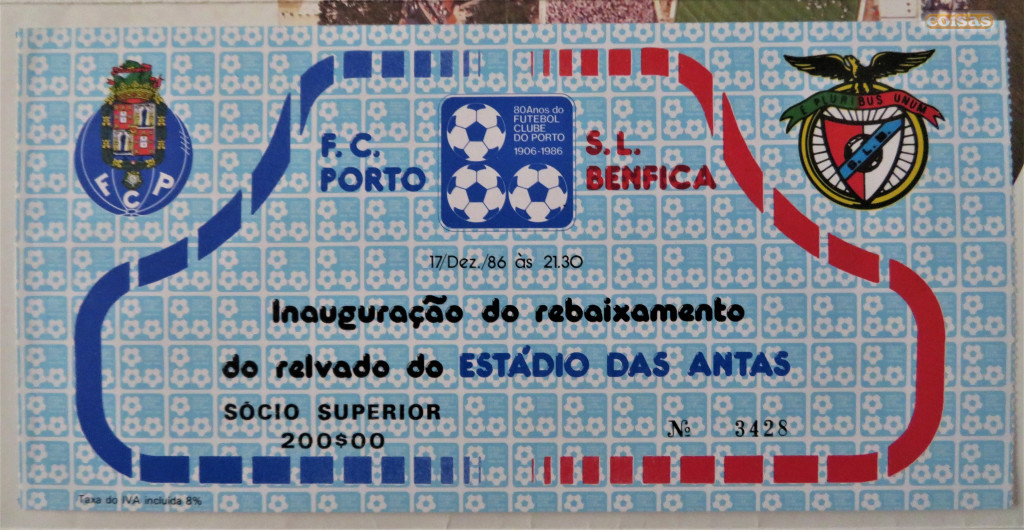 coisas
E PLURIBUS UNUM
80 Anos do
FUTEBOL
CLUBE
DO PORTO
1906-1986
F. C.
PORTO
S. L.
BENFICA
F C P
17/Dez./86 às 21.30
Inauguração do rebaixamento
do relvado do ESTÁDIO DAS ANTAS
SÓCIO SUPERIOR
200$00
Nº 3428
Taxa do IVA incluída 8%